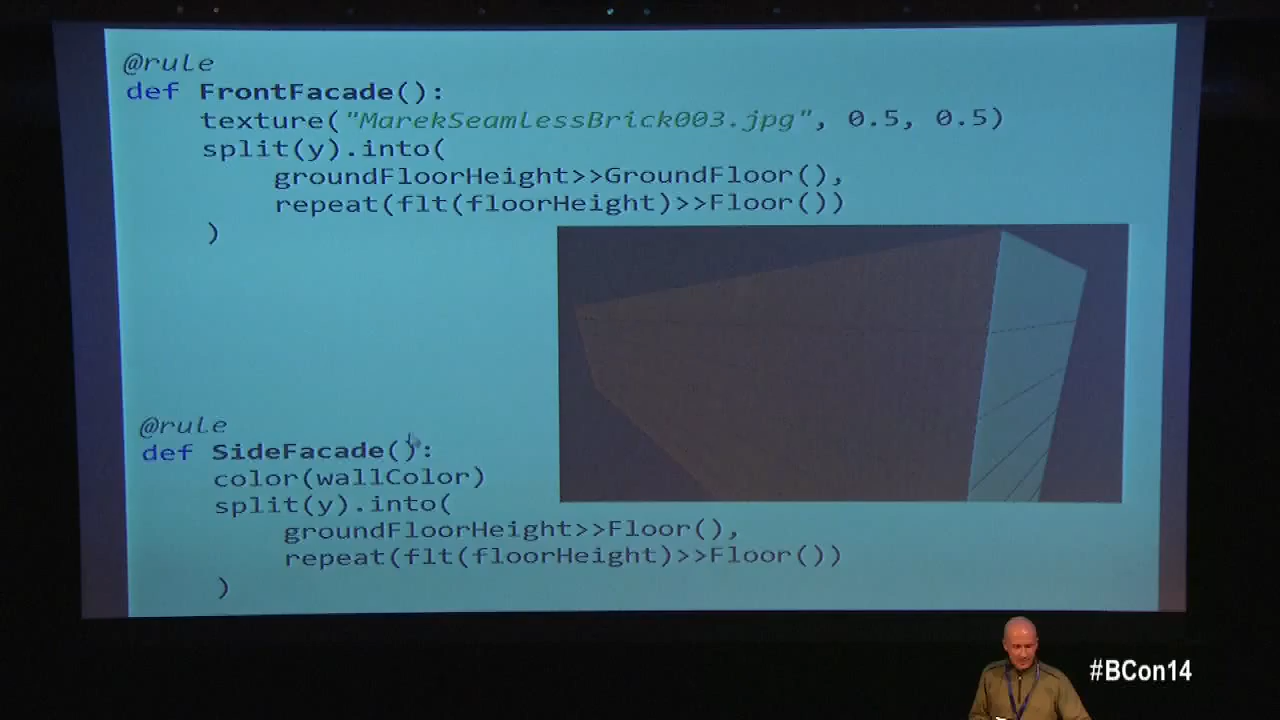 @rule
def FrontFacade():
texture("MarekSeamlessBrick003.jpg", 0.5, 0.5)
split(y).into(
groundFloorHeight>>GroundFloor(),
repeat(flt(floorHeight)>>Floor())
)
@rule
def SideFacade():
color(wallColor)
split(y).into(
groundFloorHeight>>Floor(),
repeat(flt(floorHeight)>>Floor())
)
#BCon14